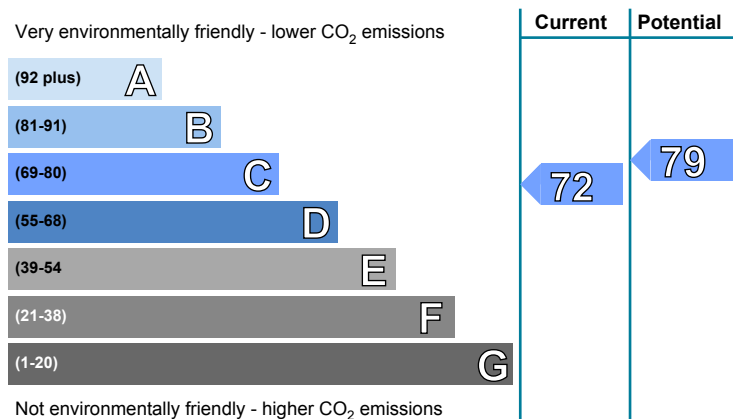 Very environmentally friendly - lower CO2 emissions
Current
Potential
(92 plus) A
(81-91) B
(69-80) C
(55-68) D
(39-54 E
(21-38) F
(1-20) G
72
79
Not environmentally friendly - higher CO2 emissions